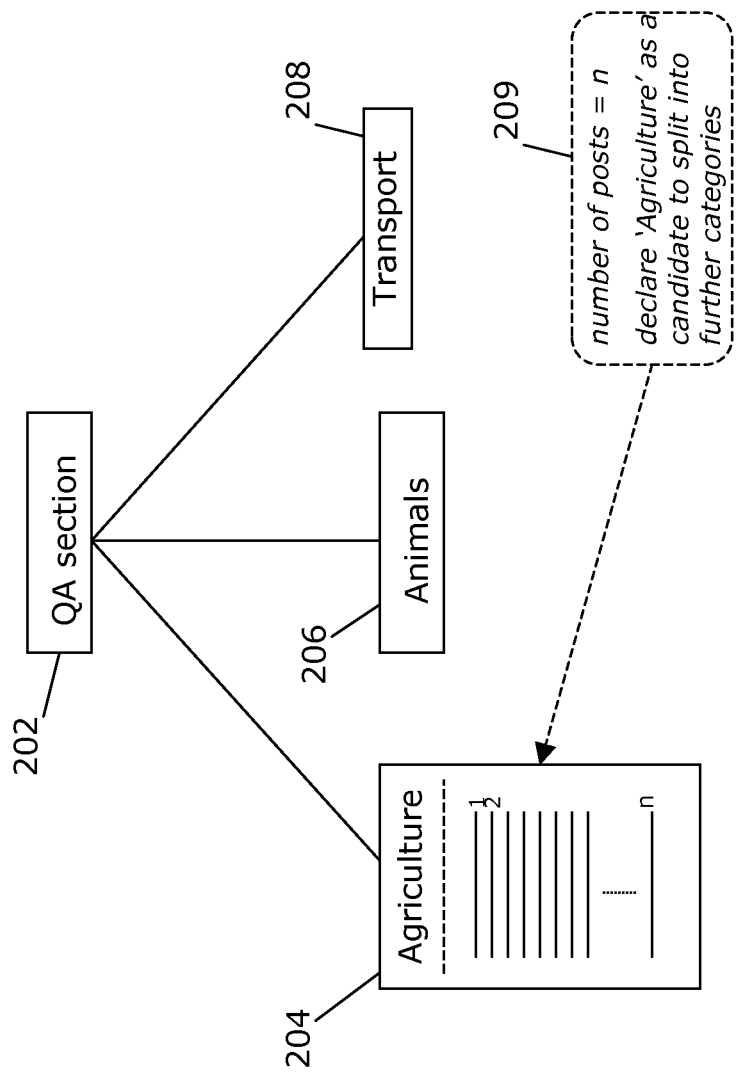 202
QA section
204
Agriculture
1
2
n
206
Animals
208
Transport
209
number of posts = n
declare ‘Agriculture’ as a
candidate to split into
further categories